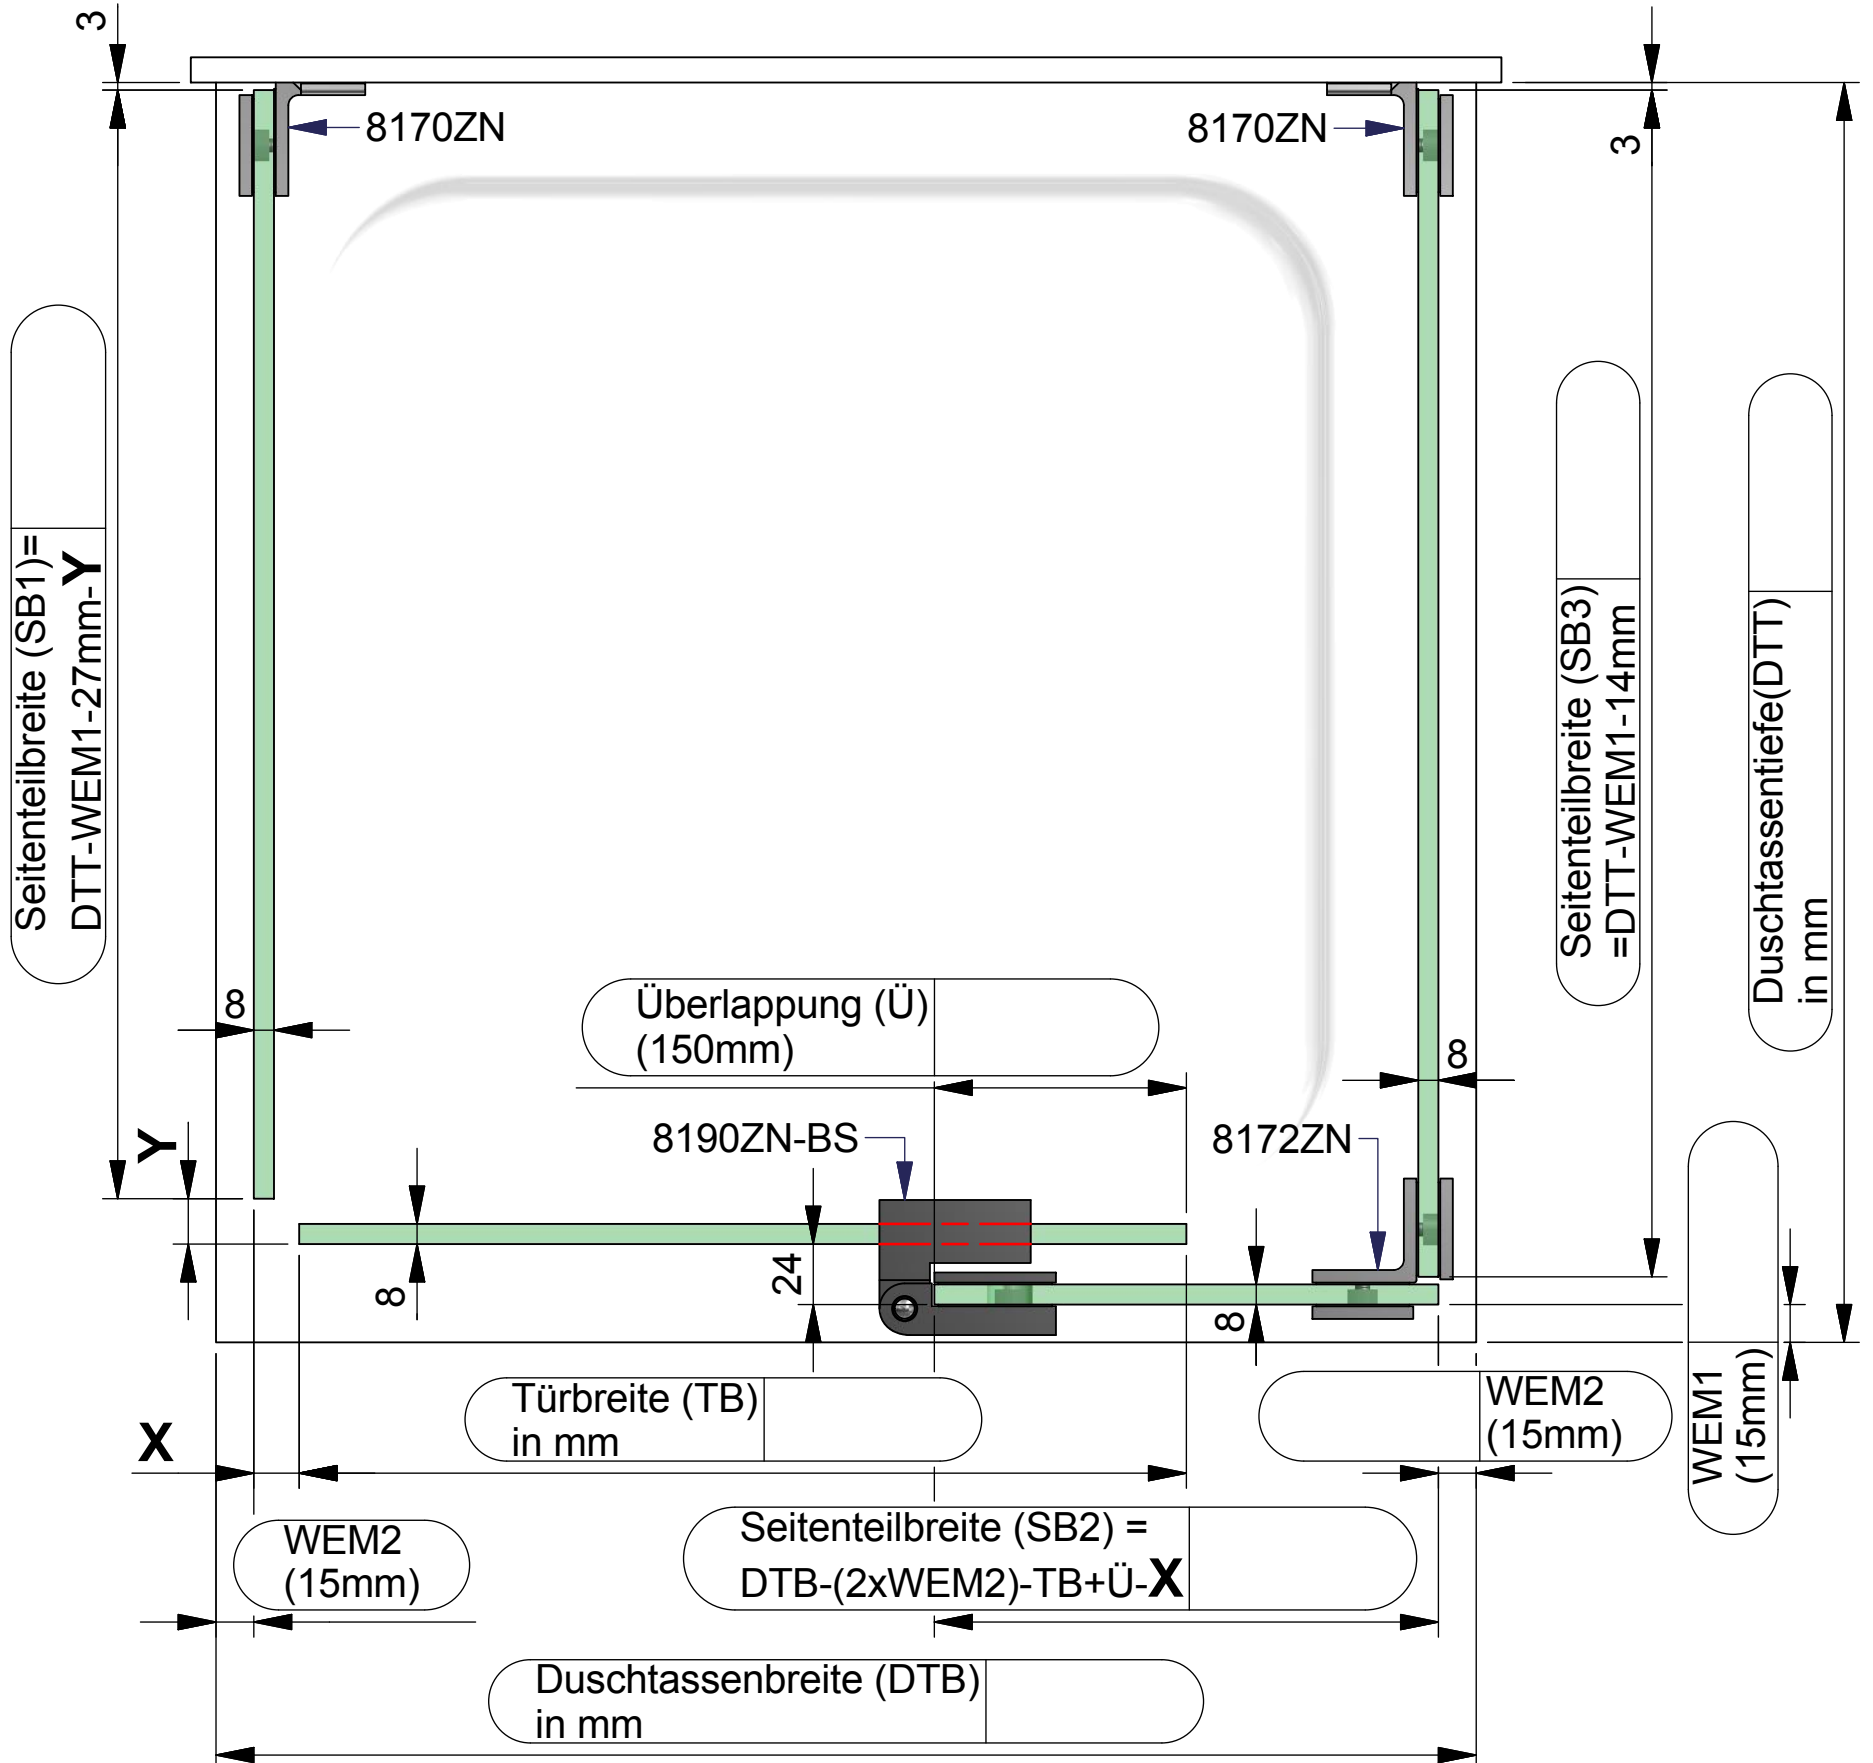 3
8170ZN
8170ZN
3
Seitenteilbreite (SB1)=
DTT-WEM1-27mm-Y
Seitenteilbreite (SB3)
=DTT-WEM1-14mm
Duschtassentiefe(DTT)
in mm
8
Überlappung (Ü)
(150mm)
8
Y
8190ZN-BS
8172ZN
8
24
8
Türbreite (TB)
in mm
WEM2
(15mm)
WEM1
(15mm)
X
WEM2
(15mm)
Seitenteilbreite (SB2) =
DTB-(2xWEM2)-TB+Ü-X
Duschtassenbreite (DTB)
in mm